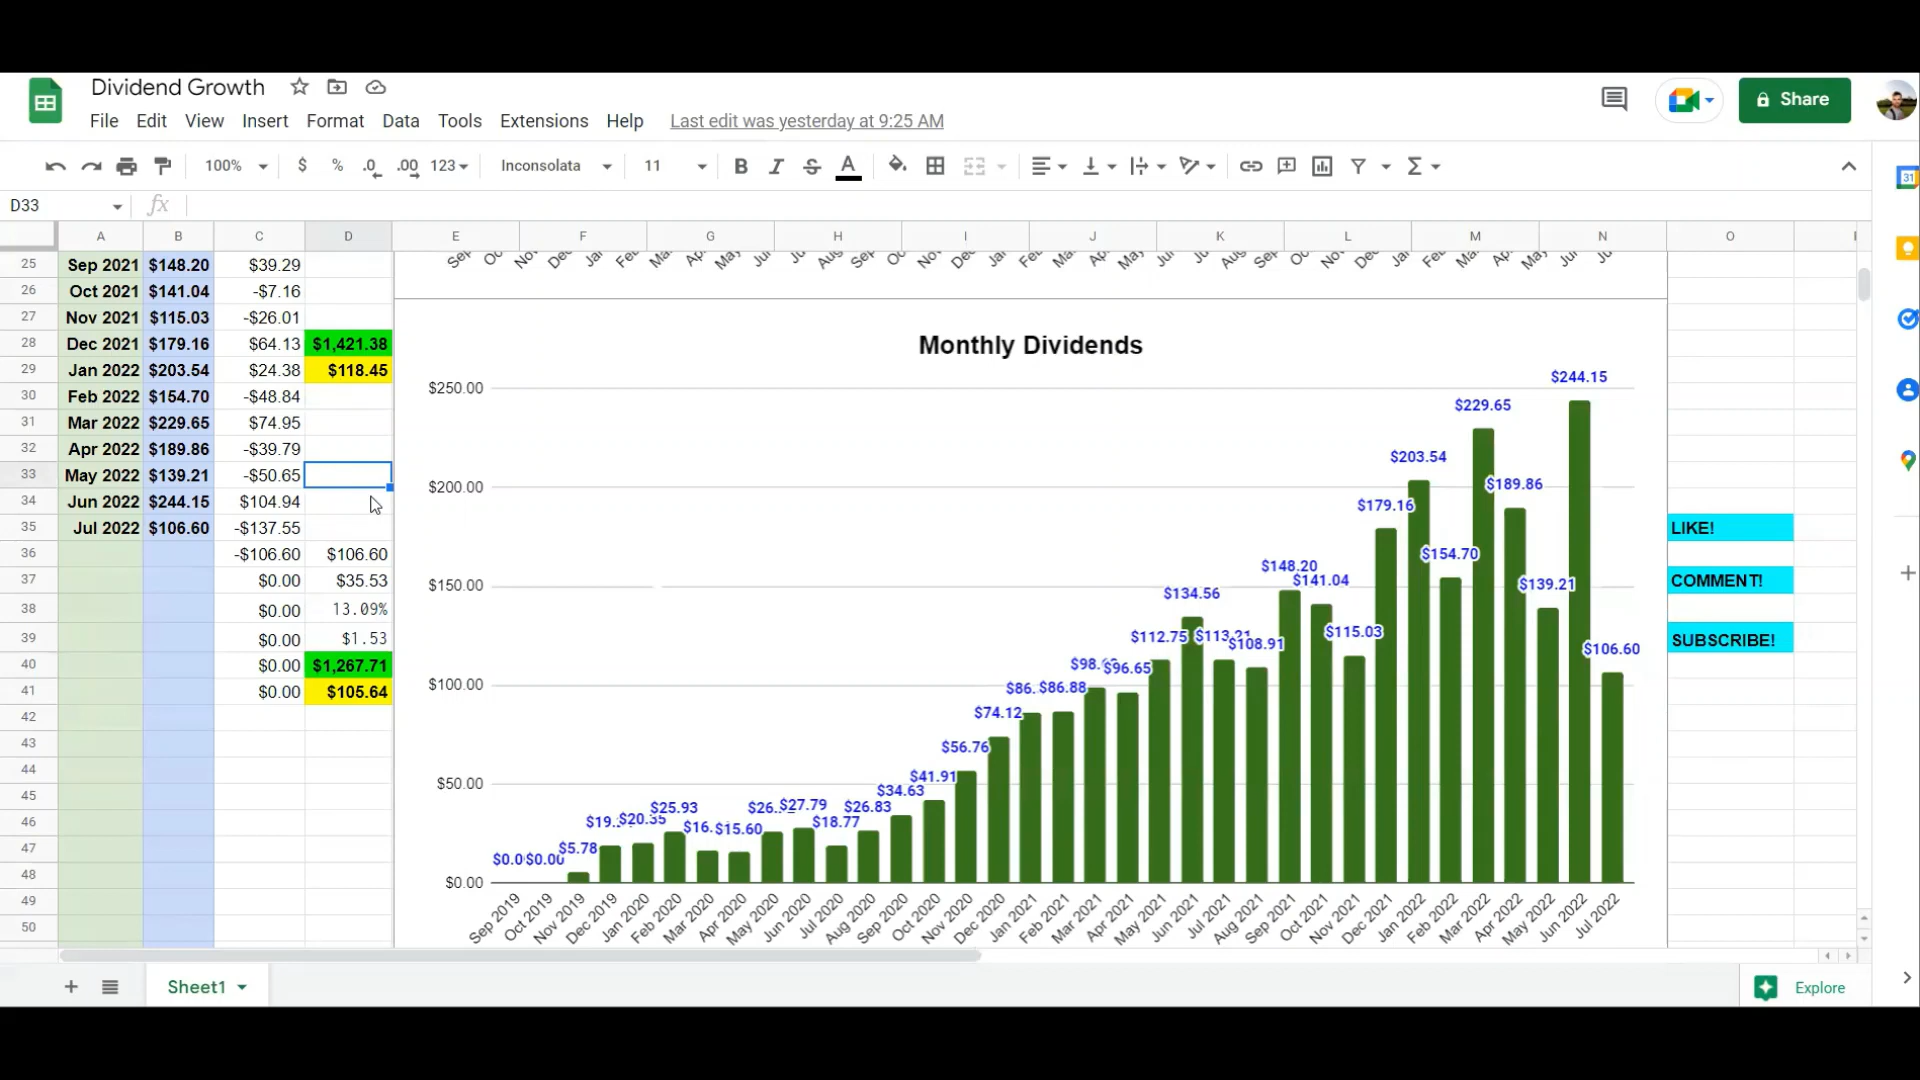 Dividend Growth
File Edit View Insert Format Data Tools Extensions Help Last edit was yesterday at 9:25 AM
Share
100% $ % .0 .00 123 Inconsolata 11 B I S A
D33 fx
A B C D E F G H I J K L M N O
25 Sep 2021 $148.20 $39.29
26 Oct 2021 $141.04 -$7.16
27 Nov 2021 $115.03 -$26.01
28 Dec 2021 $179.16 $64.13 $1,421.38
29 Jan 2022 $203.54 $24.38 $118.45
30 Feb 2022 $154.70 -$48.84
31 Mar 2022 $229.65 $74.95
32 Apr 2022 $189.86 -$39.79
33 May 2022 $139.21 -$50.65
34 Jun 2022 $244.15 $104.94
35 Jul 2022 $106.60 -$137.55
36 -$106.60 $106.60
37 $0.00 $35.53
38 $0.00 13.09%
39 $0.00 $1.53
40 $0.00 $1,267.71
41 $0.00 $105.64
42
43
44
45
46
47
48
49
50
Monthly Dividends
$250.00
$200.00
$150.00
$100.00
$50.00
$0.00
$5.78
$25.93
$15.60
$27.79
$18.77
$26.83
$34.63
$41.91
$56.76
$74.12
$86.88
$96.65
$112.75
$134.56
$108.91
$148.20
$141.04
$115.03
$179.16
$203.54
$154.70
$229.65
$189.86
$139.21
$244.15
$106.60
Sep 2019
Oct 2019
Nov 2019
Dec 2019
Jan 2020
Feb 2020
Mar 2020
Apr 2020
May 2020
Jun 2020
Jul 2020
Aug 2020
Sep 2020
Oct 2020
Nov 2020
Dec 2020
Jan 2021
Feb 2021
Mar 2021
Apr 2021
May 2021
Jun 2021
Jul 2021
Aug 2021
Sep 2021
Oct 2021
Nov 2021
Dec 2021
Jan 2022
Feb 2022
Mar 2022
Apr 2022
May 2022
Jun 2022
Jul 2022
LIKE!
COMMENT!
SUBSCRIBE!
31
Sheet1
Explore